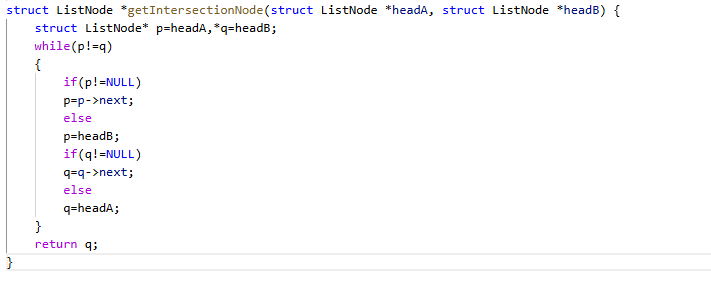 struct ListNode *getIntersectionNode(struct ListNode *headA, struct ListNode *headB) {
    struct ListNode* p=headA,*q=headB;
    while(p!=q)
    {
        if(p!=NULL)
        p=p->next;
        else
        p=headB;
        if(q!=NULL)
        q=q->next;
        else
        q=headA;
    }
    return q;
}